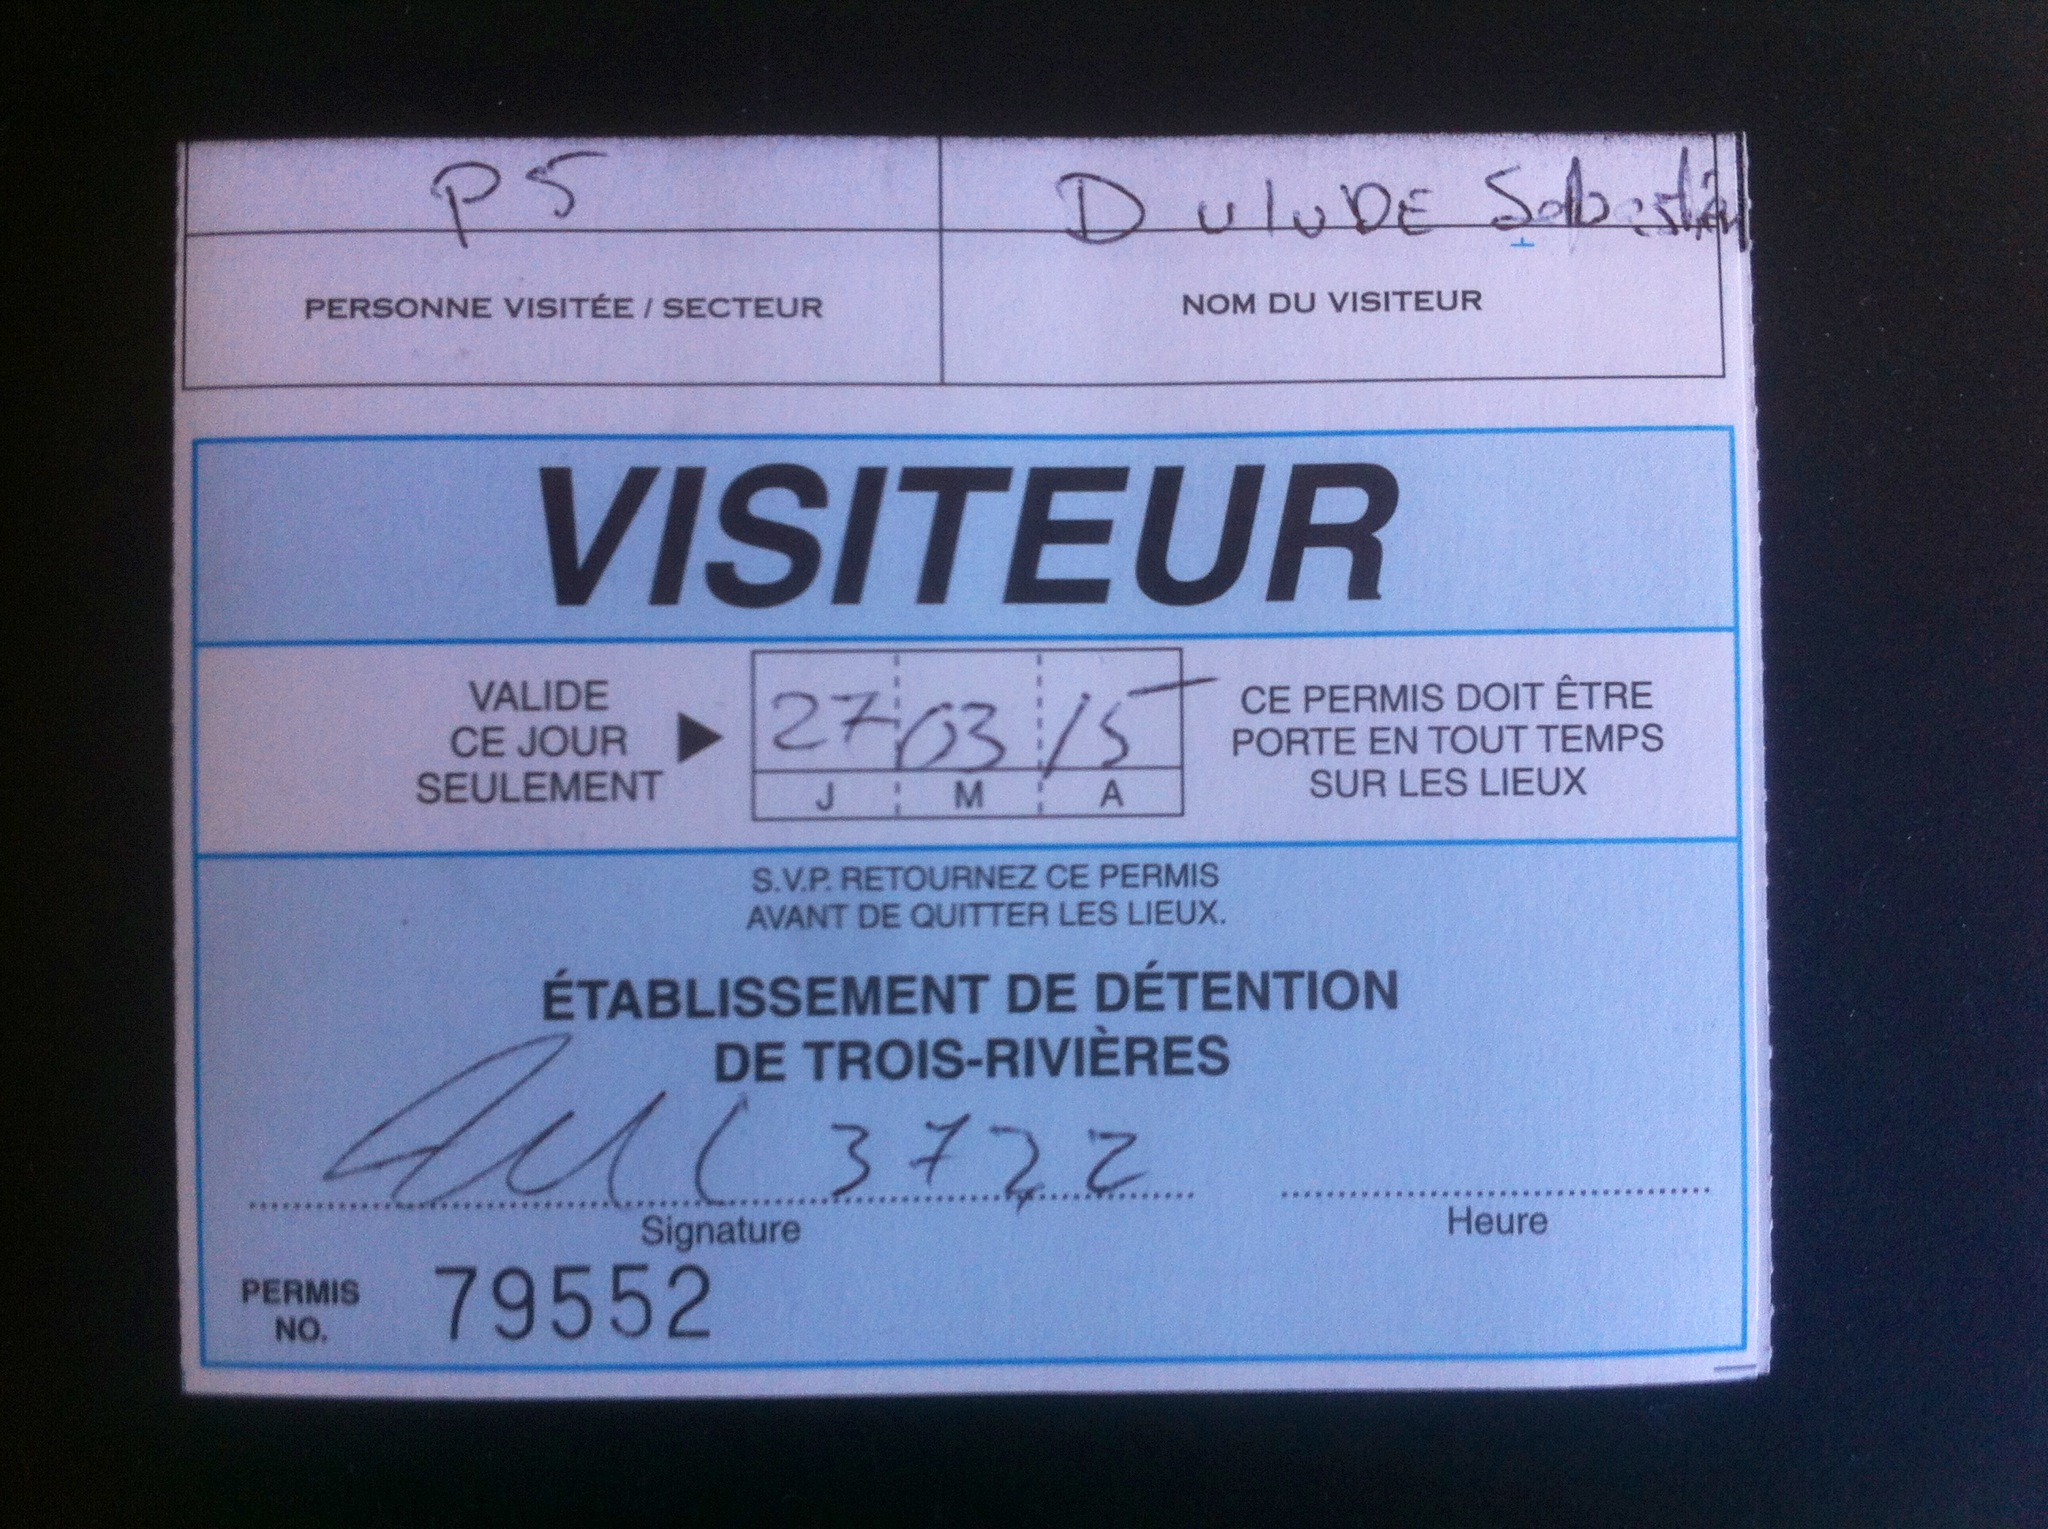 P5
DuluDE Sebastien
PERSONNE VISITÉE / SECTEUR
NOM DU VISITEUR
VISITEUR
VALIDE
CE JOUR
SEULEMENT
27 03 15
J M A
CE PERMIS DOIT ÊTRE
PORTE EN TOUT TEMPS
SUR LES LIEUX
S.V.P. RETOURNEZ CE PERMIS
AVANT DE QUITTER LES LIEUX.
ÉTABLISSEMENT DE DÉTENTION
DE TROIS-RIVIÈRES
3722
Signature
Heure
PERMIS
NO.
79552